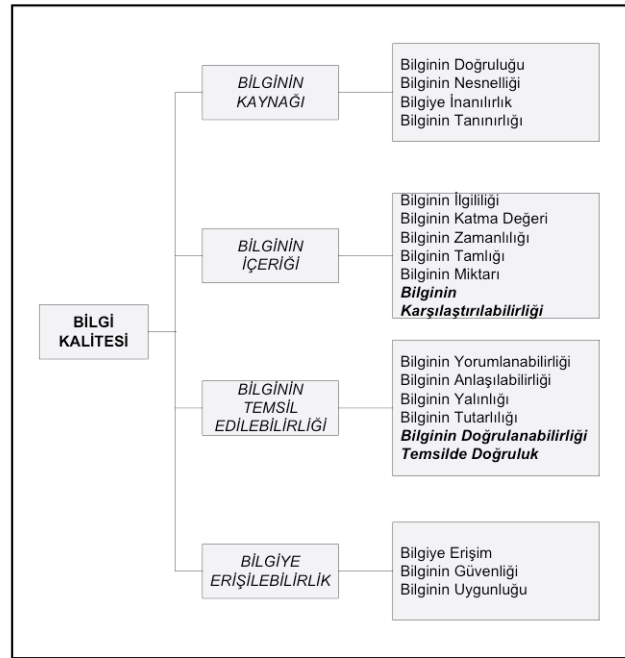 BİLGİ
KALİTESİ
BİLGİNİN
KAYNAĞI
Bilginin Doğruluğu
Bilginin Nesnelliği
Bilgiye İnanılırlık
Bilginin Tanınırlığı
BİLGİNİN
İÇERİĞİ
Bilginin İlgililiği
Bilginin Katma Değeri
Bilginin Zamanlılığı
Bilginin Tamlığı
Bilginin Miktarı
Bilginin
Karşılaştırılabilirliği
BİLGİNİN
TEMSİL
EDİLEBİLİRLİĞİ
Bilginin Yorumlanabilirliği
Bilginin Anlaşılabilirliği
Bilginin Yalınlığı
Bilginin Tutarlılığı
Bilginin Doğrulanabilirliği
Temsilde Doğruluk
BİLGİYE
ERİŞİLEBİLİRLİK
Bilgiye Erişim
Bilginin Güvenliği
Bilginin Uygunluğu